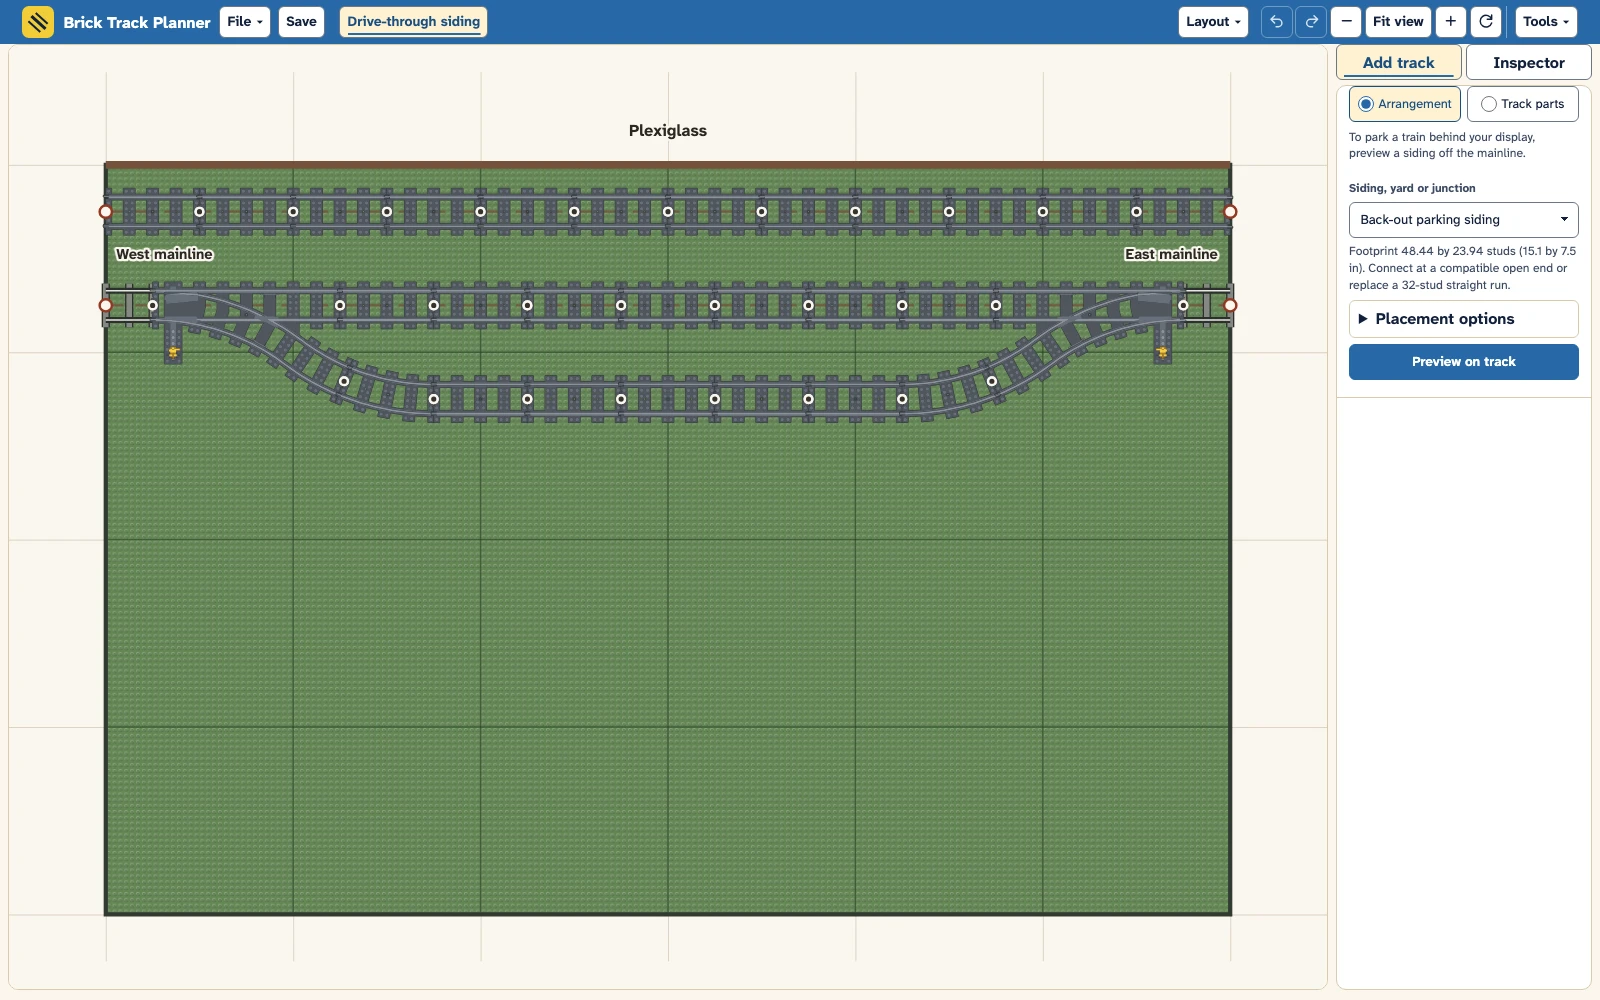 Brick Track Planner
File
Save
Drive-through siding
Layout
Fit view
Tools
Add track
Inspector
Arrangement
Track parts
To park a train behind your display,
preview a siding off the mainline.
Siding, yard or junction
Back-out parking siding
Footprint 48.44 by 23.94 studs (15.1 by 7.5
in). Connect at a compatible open end or
replace a 32-stud straight run.
Placement options
Preview on track
Plexiglass
West mainline
East mainline